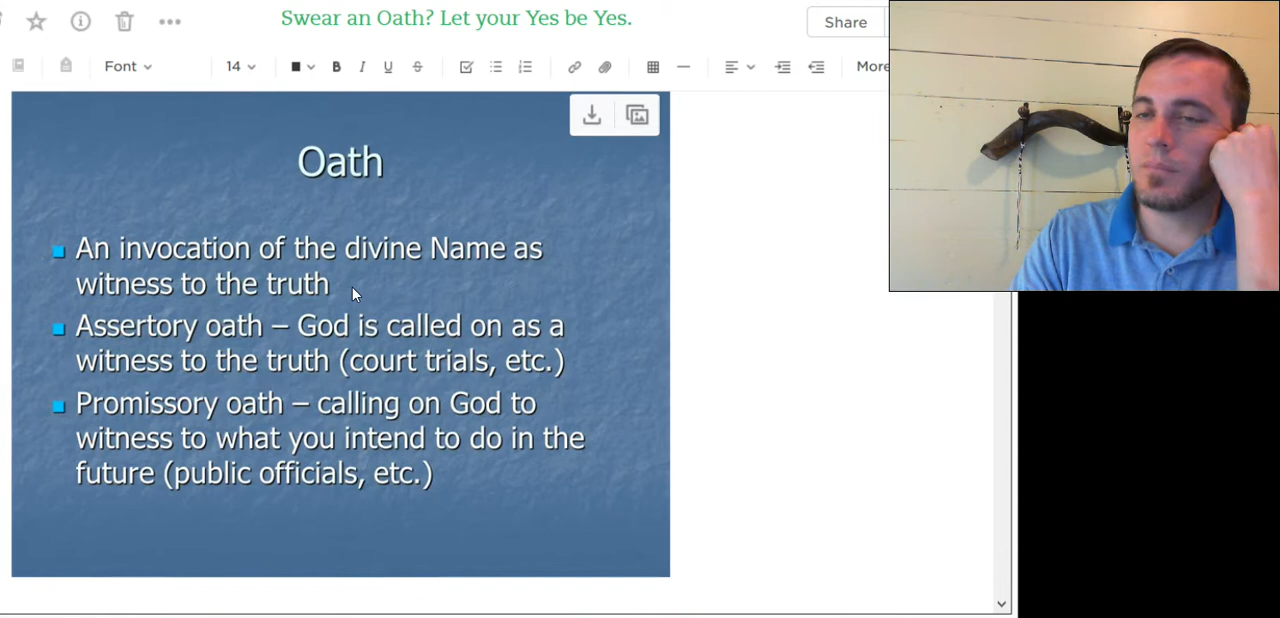 Swear an Oath? Let your Yes be Yes.
Share
Font
14
B I U S
More
Oath
An invocation of the divine Name as
witness to the truth
Assertory oath – God is called on as a
witness to the truth (court trials, etc.)
Promissory oath – calling on God to
witness to what you intend to do in the
future (public officials, etc.)